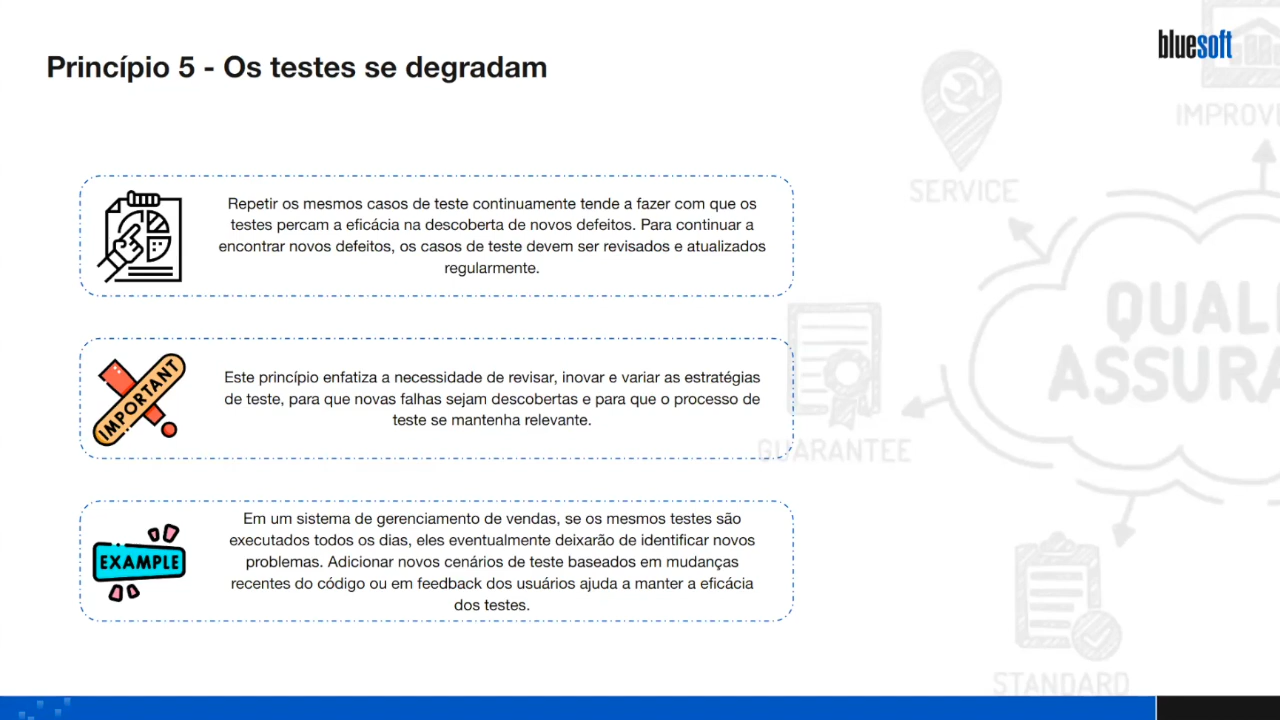 Princípio 5 - Os testes se degradam
bluesoft
Repetir os mesmos casos de teste continuamente tende a fazer com que os
testes percam a eficácia na descoberta de novos defeitos. Para continuar a
encontrar novos defeitos, os casos de teste devem ser revisados e atualizados
regularmente.
IMPORTANT
Este princípio enfatiza a necessidade de revisar, inovar e variar as estratégias
de teste, para que novas falhas sejam descobertas e para que o processo de
teste se mantenha relevante.
EXAMPLE
Em um sistema de gerenciamento de vendas, se os mesmos testes são
executados todos os dias, eles eventualmente deixarão de identificar novos
problemas. Adicionar novos cenários de teste baseados em mudanças
recentes do código ou em feedback dos usuários ajuda a manter a eficácia
dos testes.
IMPROVE
SERVICE
QUALI
ASSURA
GUARANTEE
STANDARD